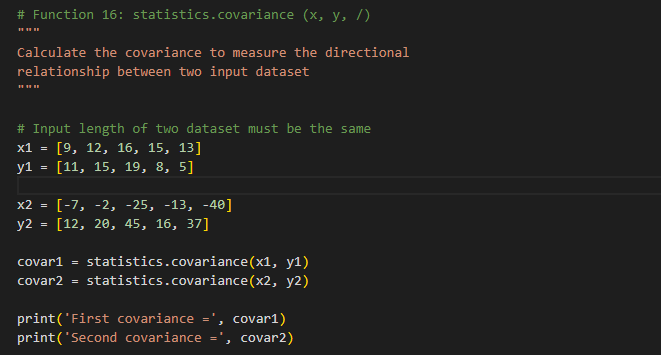 # Function 16: statistics.covariance (x, y, /)
"""
Calculate the covariance to measure the directional
relationship between two input dataset
"""
# Input length of two dataset must be the same
x1 = [9, 12, 16, 15, 13]
y1 = [11, 15, 19, 8, 5]
x2 = [-7, -2, -25, -13, -40]
y2 = [12, 20, 45, 16, 37]
covar1 = statistics.covariance(x1, y1)
covar2 = statistics.covariance(x2, y2)
print('First covariance =', covar1)
print('Second covariance =', covar2)